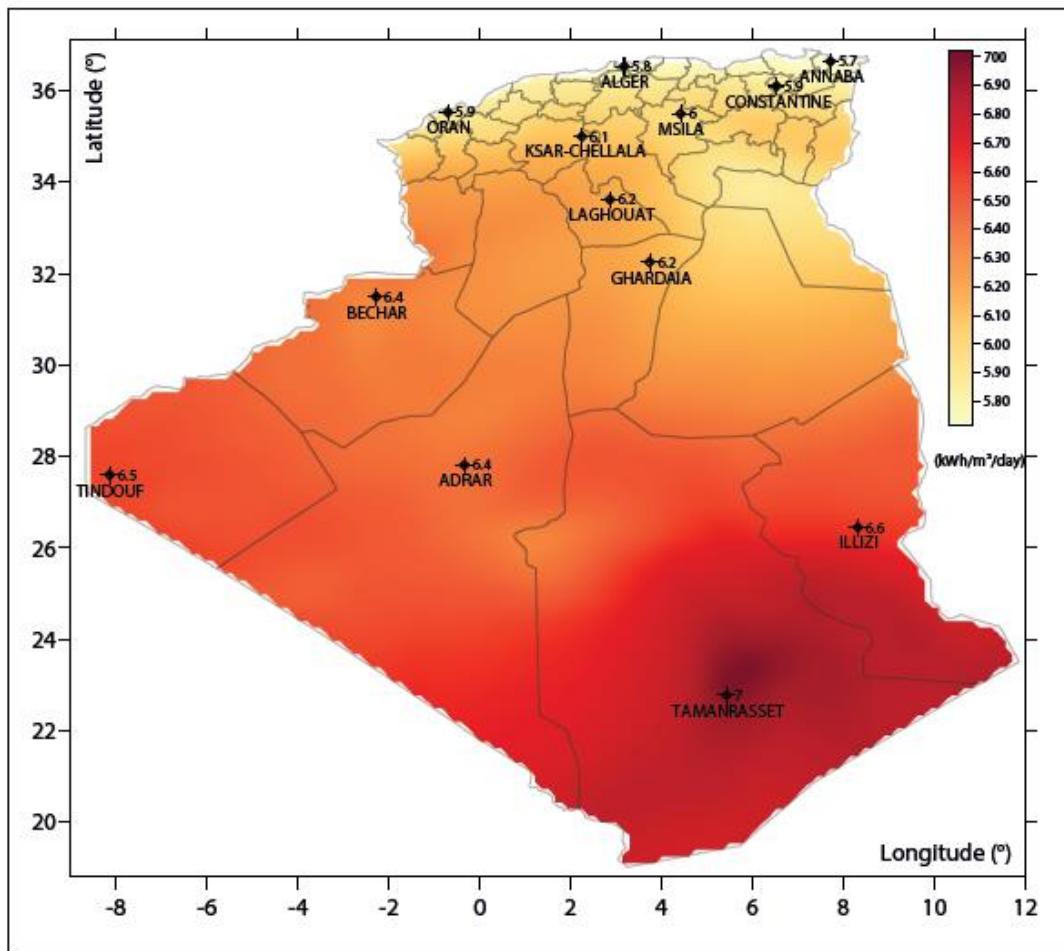 Latitude (°)
36
34
32
30
28
26
24
22
20
5.8
ALGER
5.7
ANNABA
5.9
CONSTANTINE
5.9
ORAN
6
MSILA
6.1
KSAR-CHELLALA
6.2
LAGHOUAT
6.2
GHARDAIA
6.4
BECHAR
6.5
TINDOUF
6.4
ADRAR
6.6
ILLIZI
7
TAMANRASSET
700
6.90
6.80
6.70
6.60
6.50
6.40
6.30
6.20
6.10
6.00
5.90
5.80
(kWh/m²/day)
Longitude (°)
-8 -6 -4 -2 0 2 4 6 8 10 12